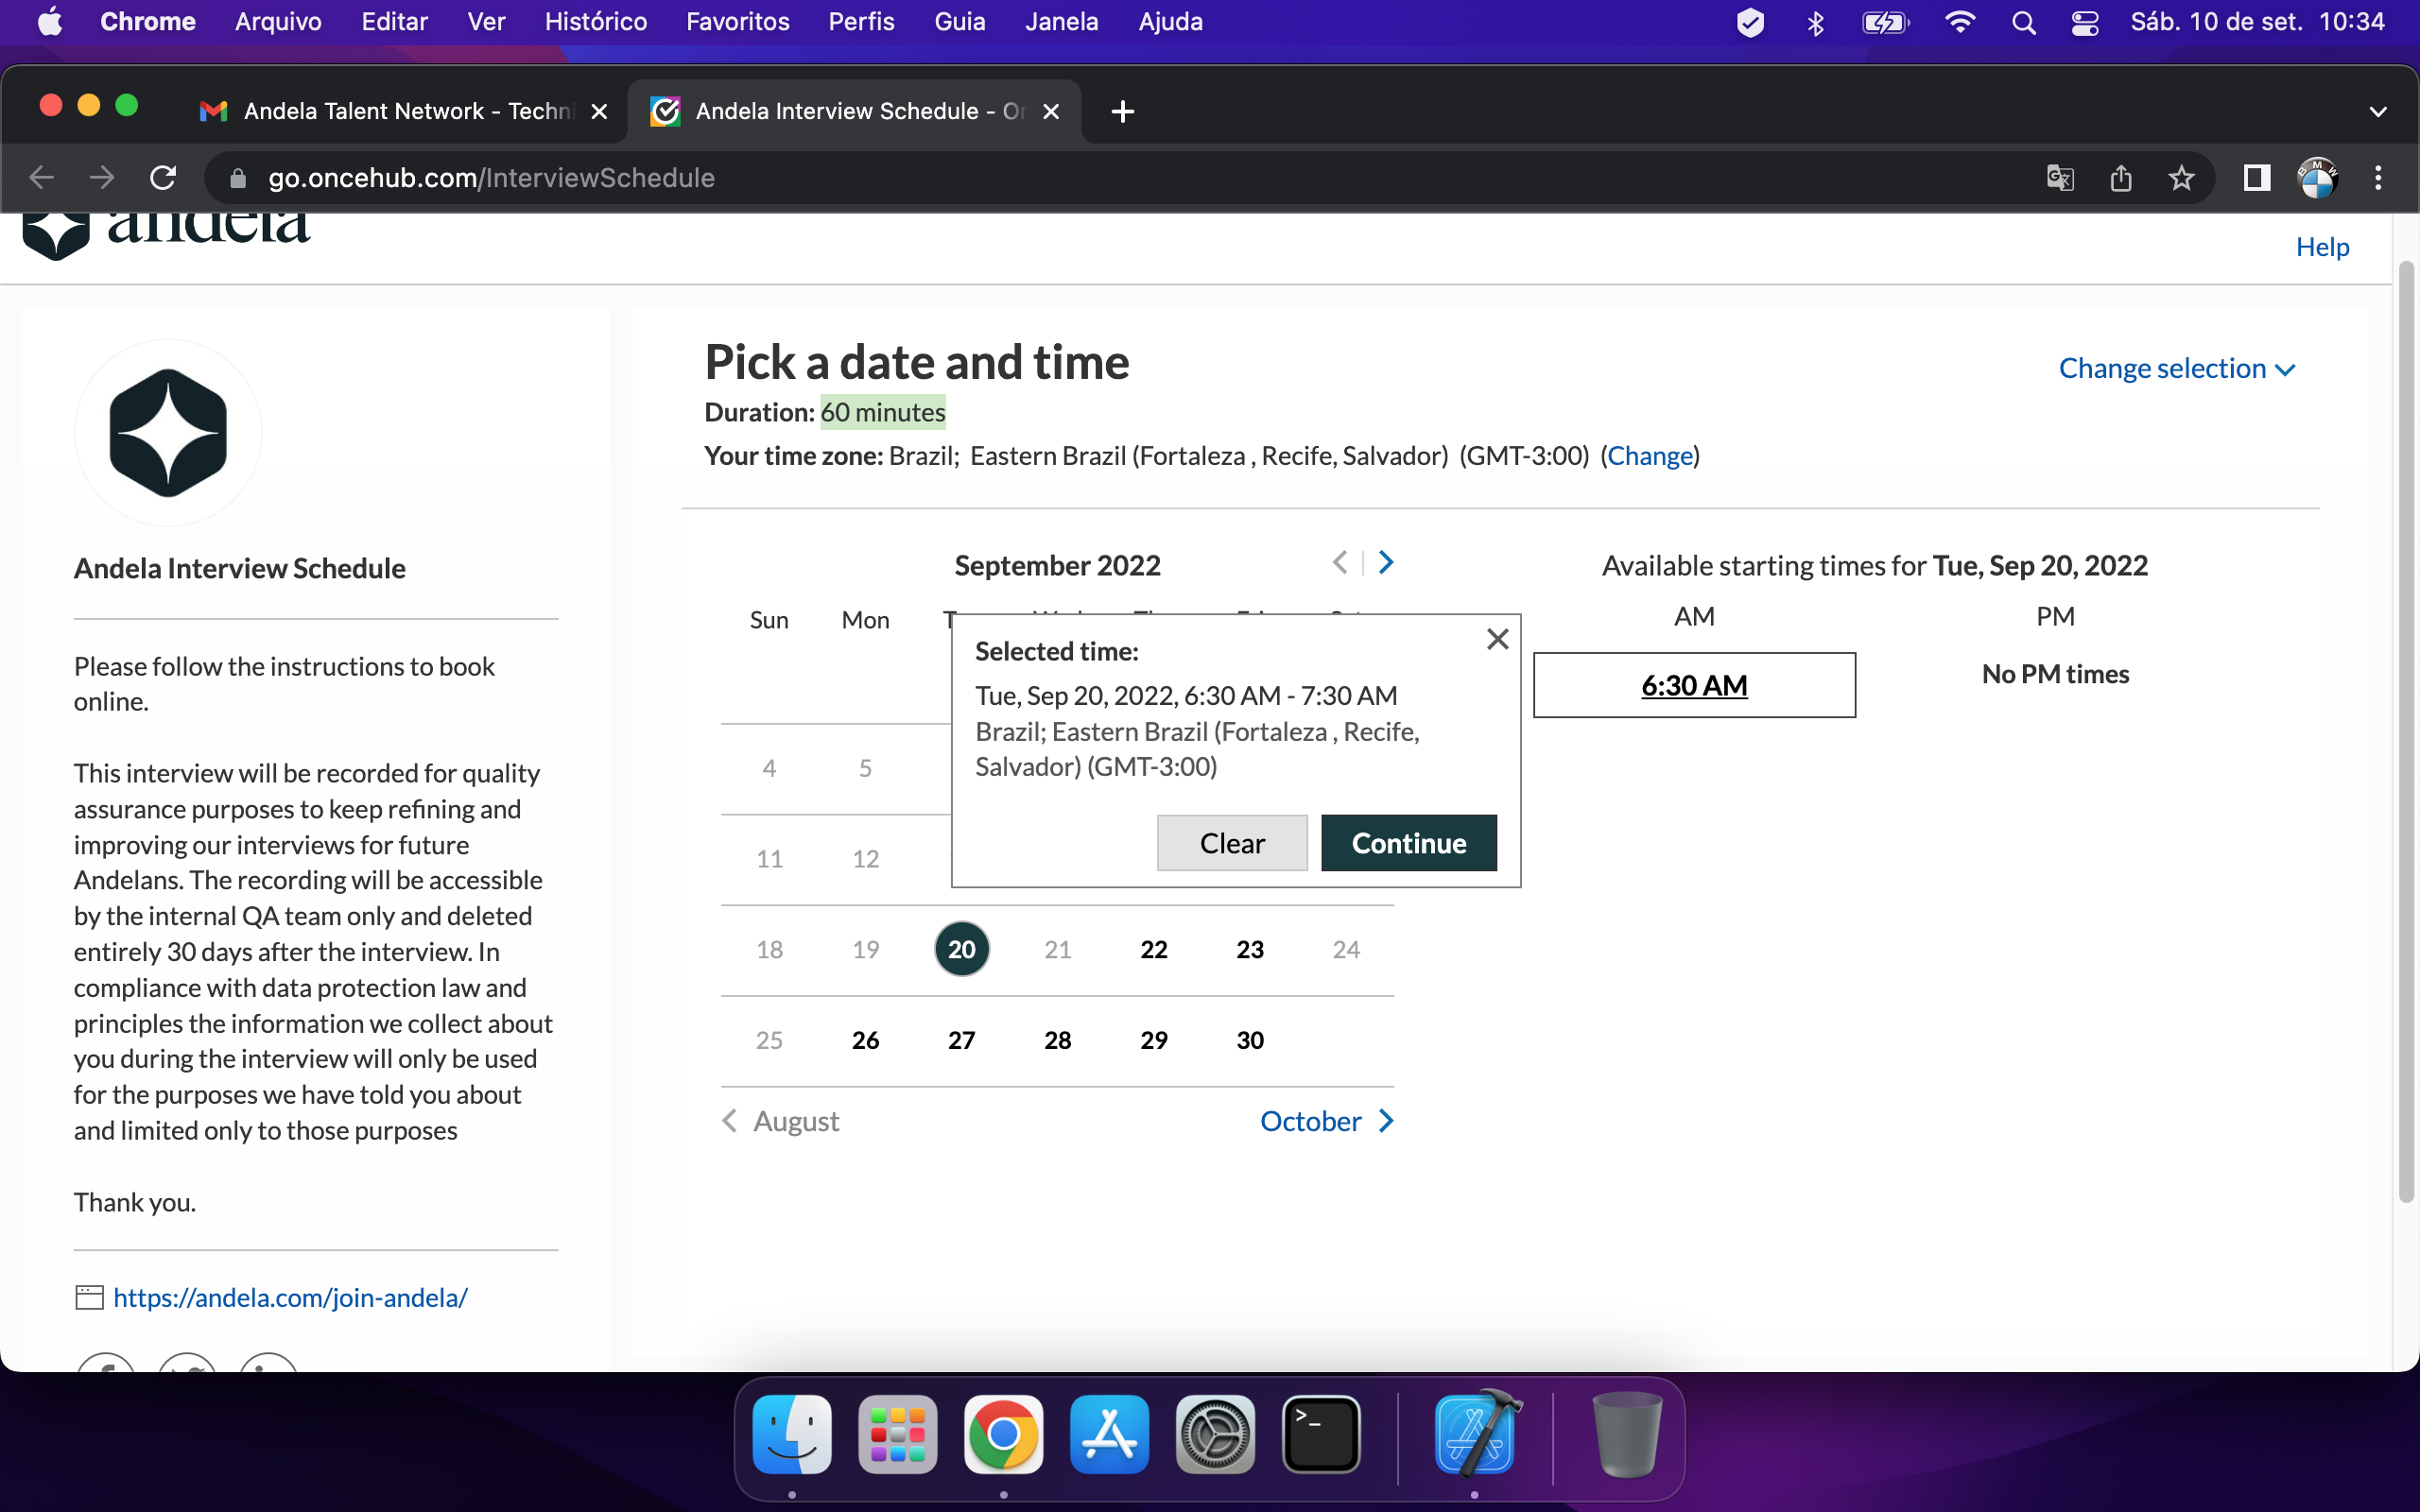 Chrome Arquivo Editar Ver Histórico Favoritos Perfis Guia Janela Ajuda Sáb. 10 de set. 10:34
Andela Talent Network - Techni
Andela Interview Schedule - On
go.oncehub.com/InterviewSchedule
andela
Help
Andela Interview Schedule
Please follow the instructions to book
online.
This interview will be recorded for quality
assurance purposes to keep refining and
improving our interviews for future
Andelans. The recording will be accessible
by the internal QA team only and deleted
entirely 30 days after the interview. In
compliance with data protection law and
principles the information we collect about
you during the interview will only be used
for the purposes we have told you about
and limited only to those purposes
Thank you.
https://andela.com/join-andela/
Pick a date and time
Change selection
Duration: 60 minutes
Your time zone: Brazil; Eastern Brazil (Fortaleza , Recife, Salvador) (GMT-3:00) (Change)
September 2022
Sun Mon
4 5
11 12
18 19 20 21 22 23 24
25 26 27 28 29 30
August October
Selected time:
Tue, Sep 20, 2022, 6:30 AM - 7:30 AM
Brazil; Eastern Brazil (Fortaleza , Recife,
Salvador) (GMT-3:00)
Clear Continue
Available starting times for Tue, Sep 20, 2022
AM PM
6:30 AM No PM times